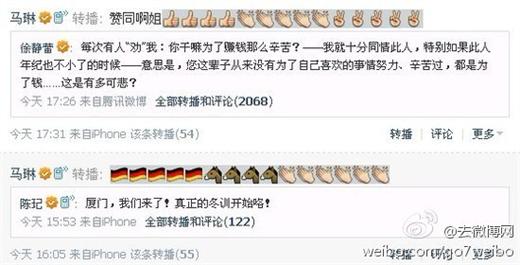 马琳 转播：赞同啊姐
徐静蕾 ：每次有人“劝”我：你干嘛为了赚钱那么辛苦？——我就十分同情此人，特别如果此人
年纪也不小了的时候——意思是，您这辈子从来没有为了自己喜欢的事情努力、辛苦过，都是为
了钱……这是有多可悲？
今天 17:26 来自腾讯微博 全部转播和评论(2068)
今天 17:31 来自iPhone 该条转播(54) 转播 | 评论 | 更多
马琳 转播：
陈玘 ：厦门，我们来了！真正的冬训开始咯！
今天 15:53 来自iPhone 全部转播和评论(122)
今天 16:05 来自iPhone 该条转播(55) 转播 | 评论 | 更多
@去微博网
weibo.com/go7weibo